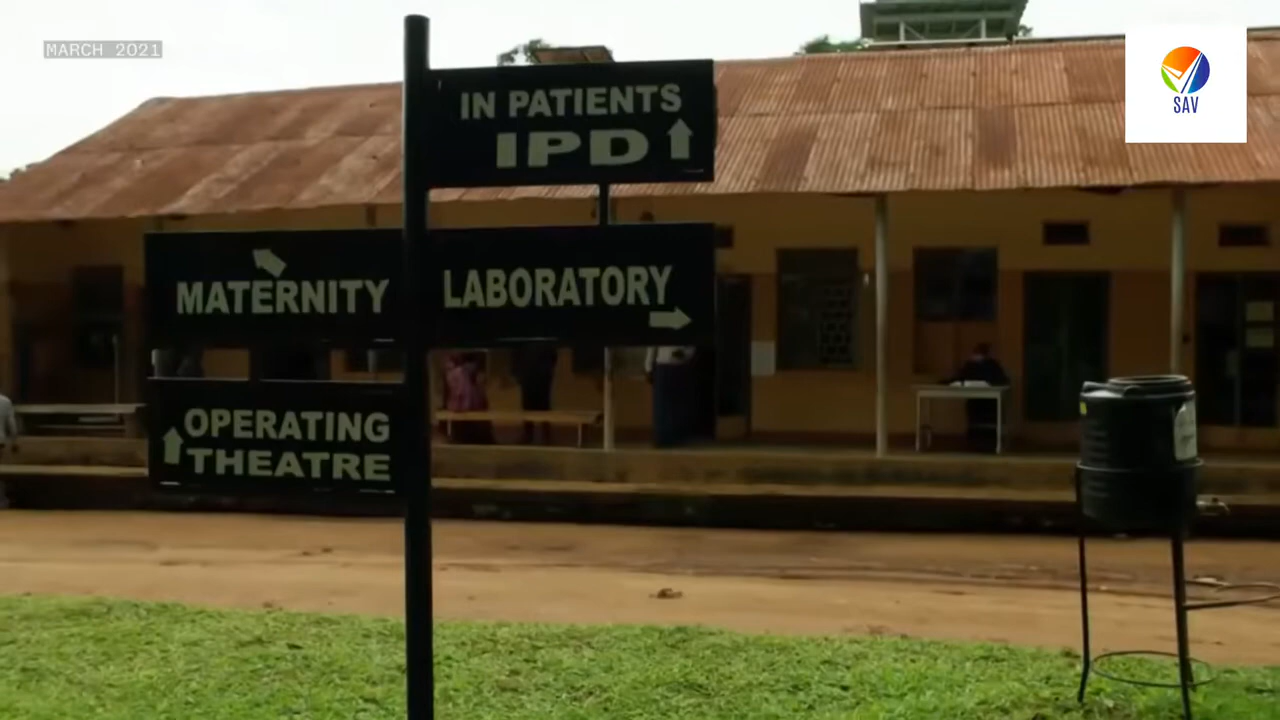 MARCH 2021
SAV
IN PATIENTS
IPD
MATERNITY
LABORATORY
OPERATING
THEATRE